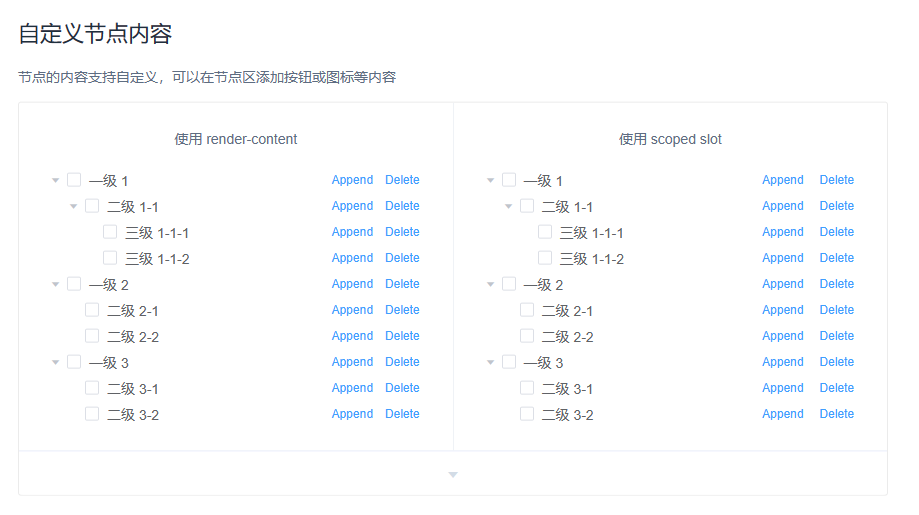 自定义节点内容
节点的内容支持自定义，可以在节点区添加按钮或图标等内容
使用 render-content
一级 1 Append Delete
二级 1-1 Append Delete
三级 1-1-1 Append Delete
三级 1-1-2 Append Delete
一级 2 Append Delete
二级 2-1 Append Delete
二级 2-2 Append Delete
一级 3 Append Delete
二级 3-1 Append Delete
二级 3-2 Append Delete
使用 scoped slot
一级 1 Append Delete
二级 1-1 Append Delete
三级 1-1-1 Append Delete
三级 1-1-2 Append Delete
一级 2 Append Delete
二级 2-1 Append Delete
二级 2-2 Append Delete
一级 3 Append Delete
二级 3-1 Append Delete
二级 3-2 Append Delete